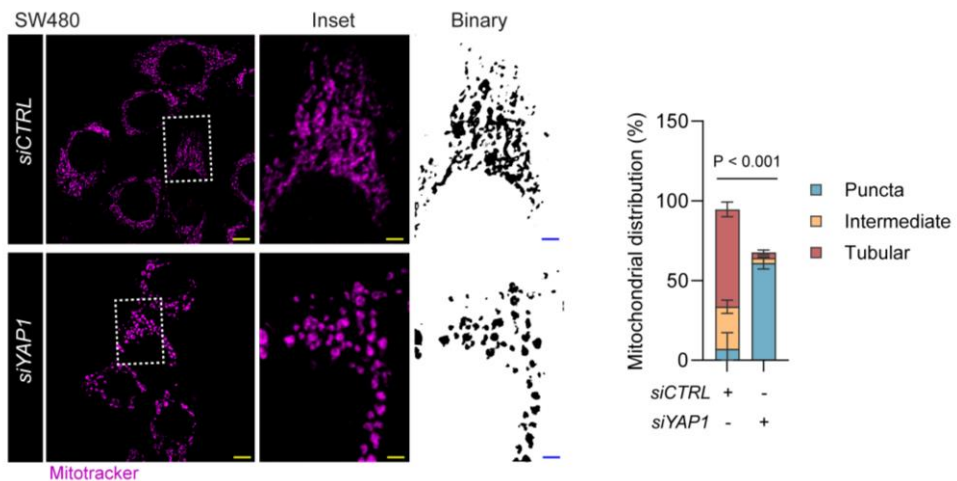 SW480
Inset
Binary
siCTRL
siYAP1
Mitotracker
Mitochondrial distribution (%)
150
100
50
0
P < 0.001
Puncta
Intermediate
Tubular
siCTRL + -
siYAP1 - +